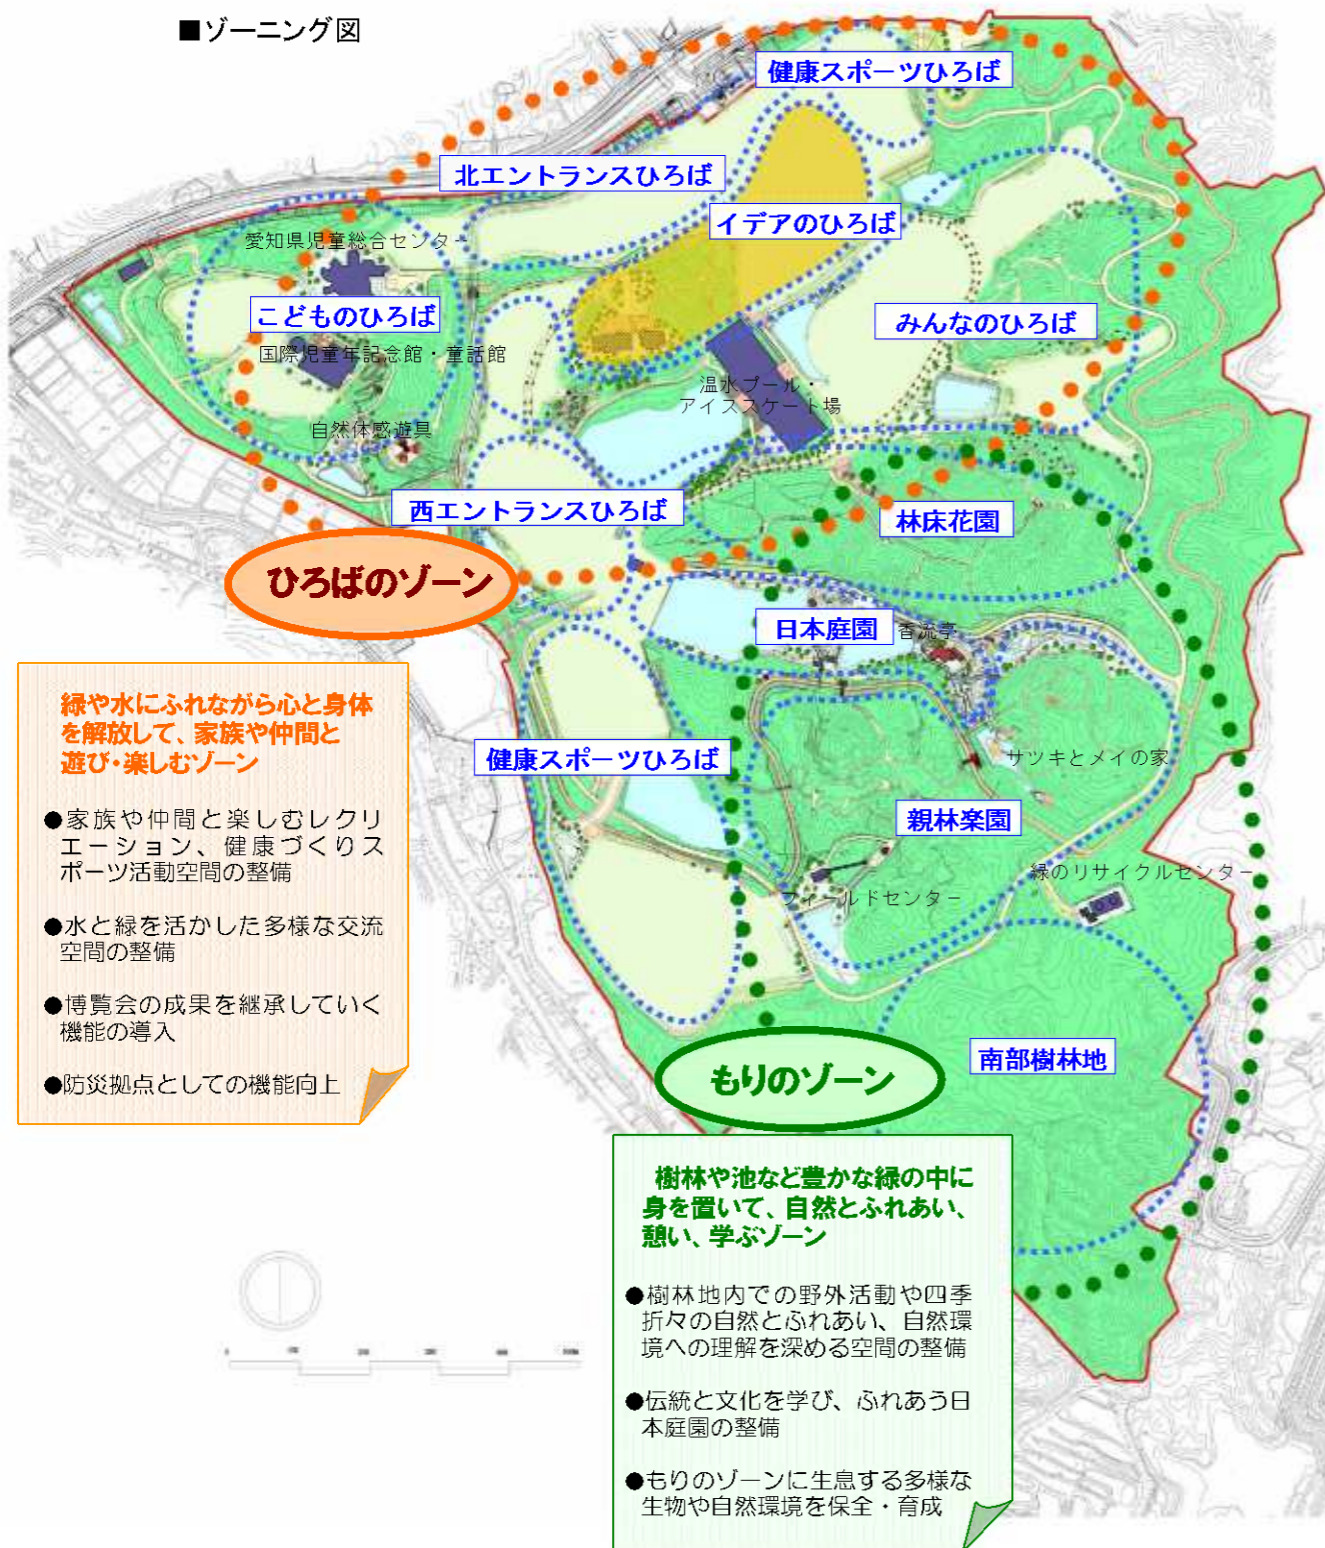 ■ゾーニング図
健康スポーツひろば
北エントランスひろば
イデアのひろば
愛知県児童総合センター
こどものひろば
みんなのひろば
国際児童年記念館・童話館
温水プール・
アイススケート場
自然体感遊具
西エントランスひろば
林床花園
ひろばのゾーン
日本庭園
香流亭
健康スポーツひろば
サツキとメイの家
親林楽園
緑のリサイクルセンター
フィールドセンター
南部樹林地
もりのゾーン
緑や水にふれながら心と身体
を解放して、家族や仲間と
遊び・楽しむゾーン
●家族や仲間と楽しむレクリ
エーション、健康づくりス
ポーツ活動空間の整備
●水と緑を活かした多様な交流
空間の整備
●博覧会の成果を継承していく
機能の導入
●防災拠点としての機能向上
樹林や池など豊かな緑の中に
身を置いて、自然とふれあい、
憩い、学ぶゾーン
●樹林地内での野外活動や四季
折々の自然とふれあい、自然環
境への理解を深める空間の整備
●伝統と文化を学び、ふれあう日
本庭園の整備
●もりのゾーンに生息する多様な
生物や自然環境を保全・育成